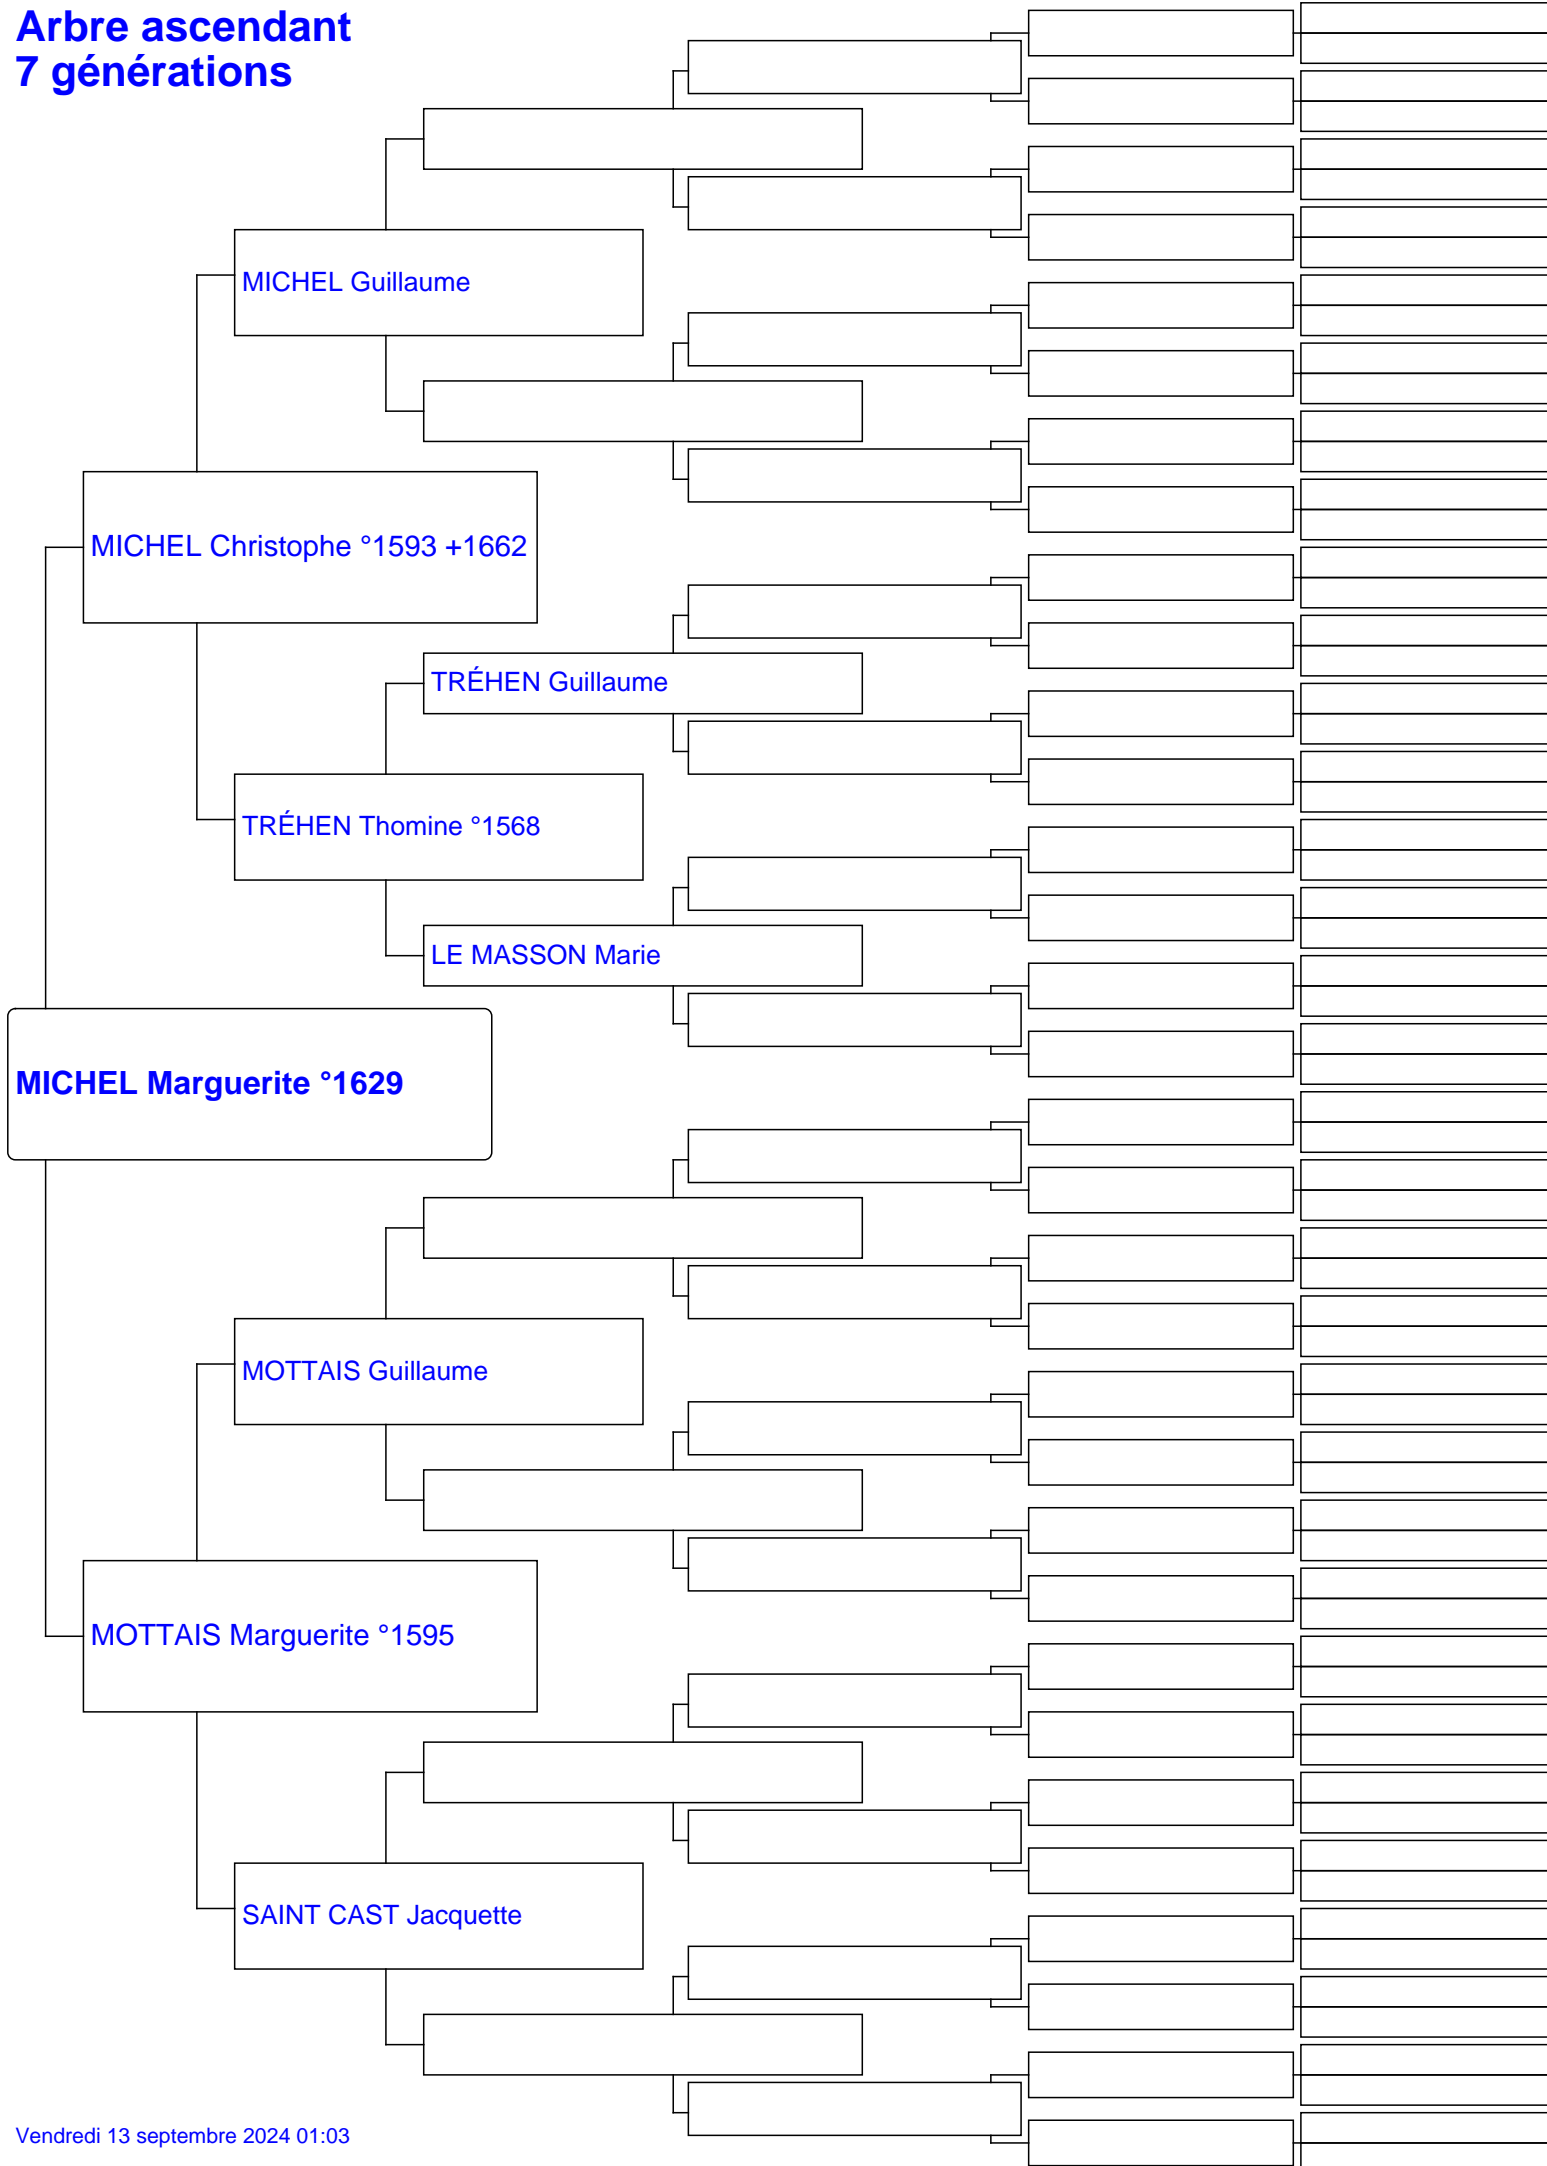 Arbre ascendant
7 générations
MICHEL Guillaume
MICHEL Christophe °1593 +1662
TRÉHEN Guillaume
TRÉHEN Thomine °1568
LE MASSON Marie
MICHEL Marguerite °1629
MOTTAIS Guillaume
MOTTAIS Marguerite °1595
SAINT CAST Jacquette
Vendredi 13 septembre 2024 01:03